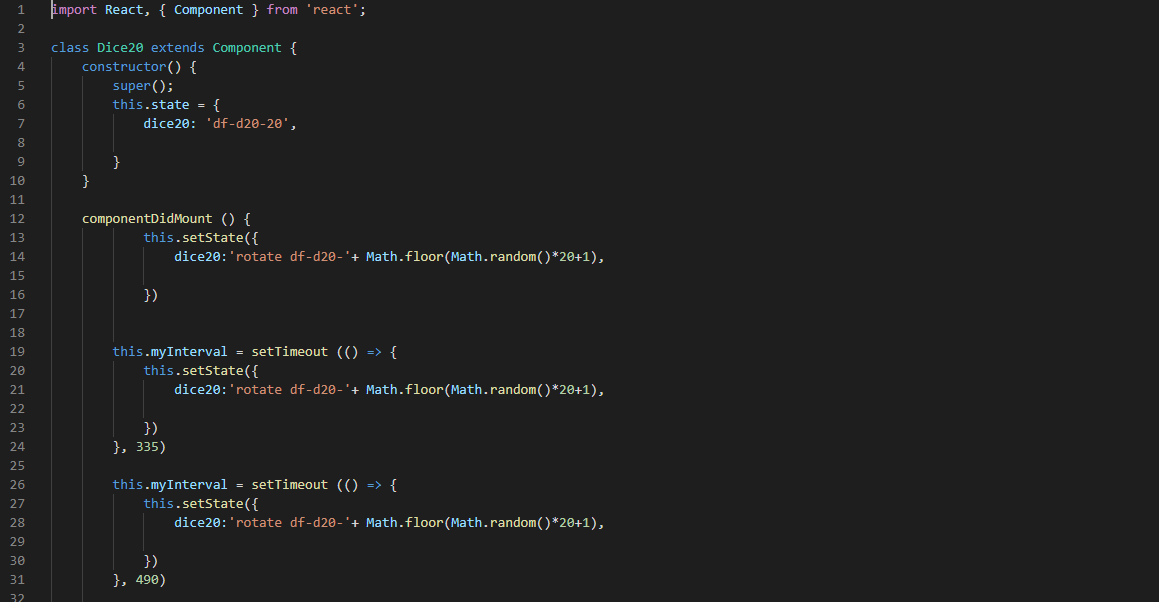 1 import React, { Component } from 'react';
2
3 class Dice20 extends Component {
4     constructor() {
5         super();
6         this.state = {
7             dice20: 'df-d20-20',
8
9         }
10     }
11
12     componentDidMount () {
13             this.setState({
14                 dice20:'rotate df-d20-'+ Math.floor(Math.random()*20+1),
15
16             })
17
18
19         this.myInterval = setTimeout (() => {
20             this.setState({
21                 dice20:'rotate df-d20-'+ Math.floor(Math.random()*20+1),
22
23             })
24         }, 335)
25
26         this.myInterval = setTimeout (() => {
27             this.setState({
28                 dice20:'rotate df-d20-'+ Math.floor(Math.random()*20+1),
29
30             })
31         }, 490)
32